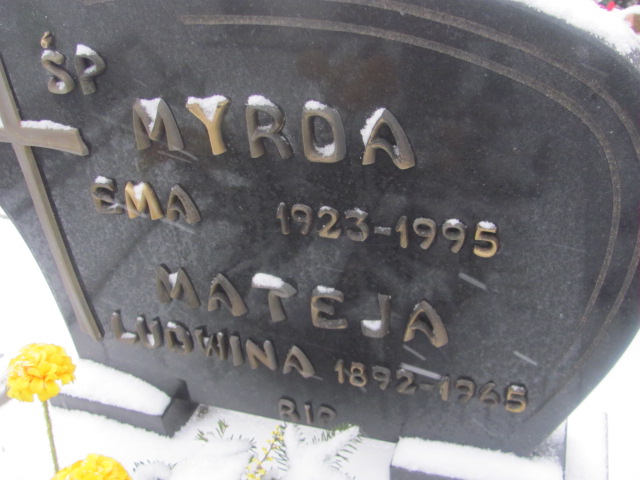 ŚP
MYRDA
EMA 1923-1995
MATEJA
LUDWINA 1892-1965
RIP